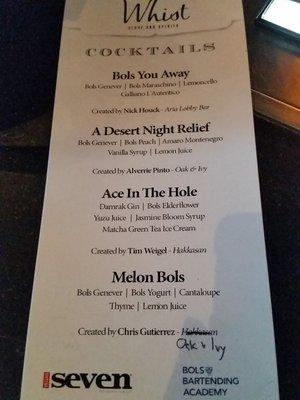 Whist
STOVE AND SPIRITS
COCKTAILS
Bols You Away
Bols Genever | Bols Maraschino | Lemoncello
Galliano L'Autentico
Created by Nick Houck - Aria Lobby Bar
A Desert Night Relief
Bols Genever | Bols Peach | Amaro Montenegro
Vanilla Syrup | Lemon Juice
Created by Alverrie Pinto - Oak & Ivy
Ace In The Hole
Damrak Gin | Bols Elderflower
Yuzu Juice | Jasmine Bloom Syrup
Matcha Green Tea Ice Cream
Created by Tim Weigel - Hakkasan
Melon Bols
Bols Genever | Bols Yogurt | Cantaloupe
Thyme | Lemon Juice
Created by Chris Gutierrez - Hakkasan
Oak & Ivy
seven
BOLS
BARTENDING
ACADEMY